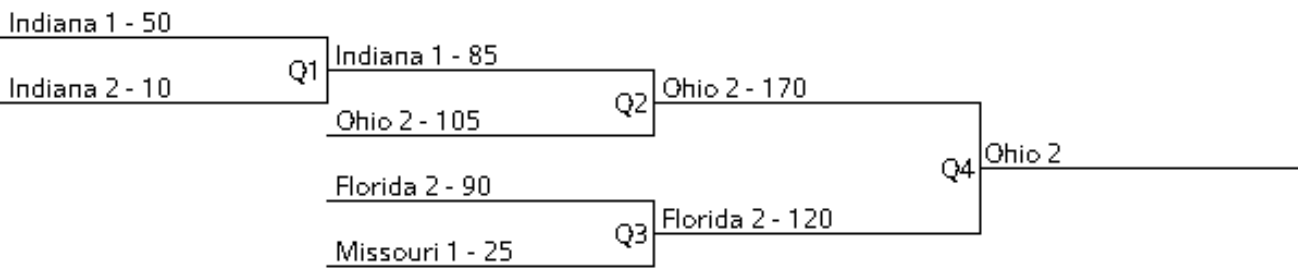 Indiana 1 - 50
Q1
Indiana 2 - 10
Indiana 1 - 85
Q2
Ohio 2 - 105
Florida 2 - 90
Q3
Missouri 1 - 25
Ohio 2 - 170
Q4
Florida 2 - 120
Ohio 2